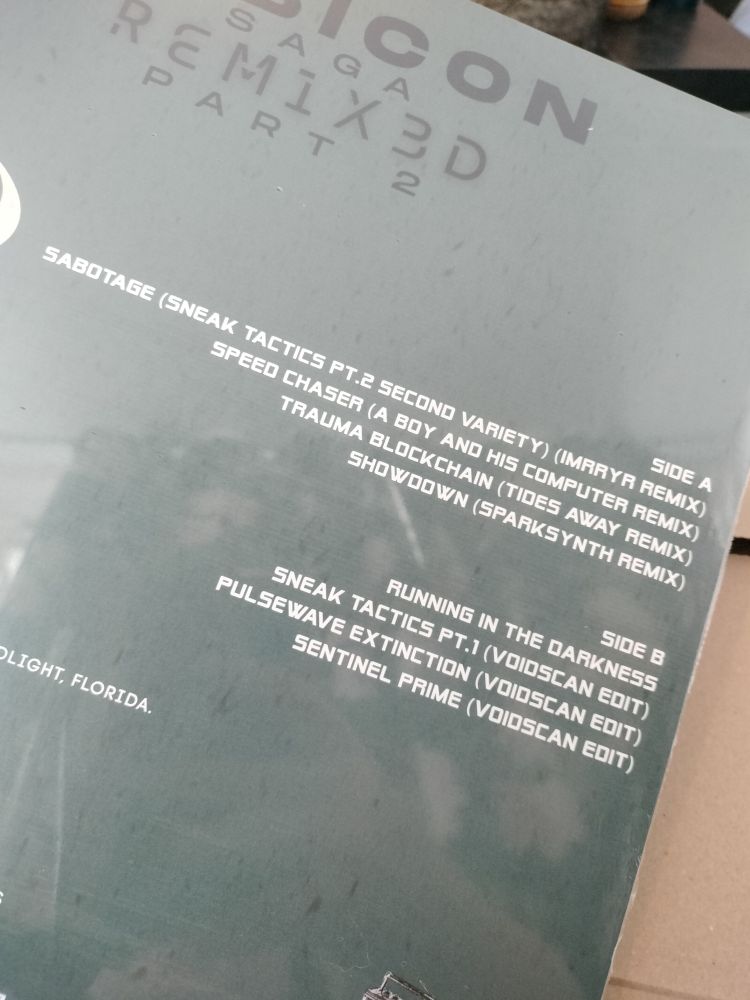 BICON
SAGA
REMIX3D
PART 2
SIDE A
SABOTAGE (SNEAK TACTICS PT.2 SECOND VARIETY) (IMRRYR REMIX)
SPEED CHASER (A BOY AND HIS COMPUTER REMIX)
TRAUMA BLOCKCHAIN (TIDES AWAY REMIX)
SHOWDOWN (SPARKSYNTH REMIX)
SIDE B
RUNNING IN THE DARKNESS
SNEAK TACTICS PT.1 (VOIDSCAN EDIT)
PULSEWAVE EXTINCTION (VOIDSCAN EDIT)
SENTINEL PRIME (VOIDSCAN EDIT)
DLIGHT, FLORIDA.